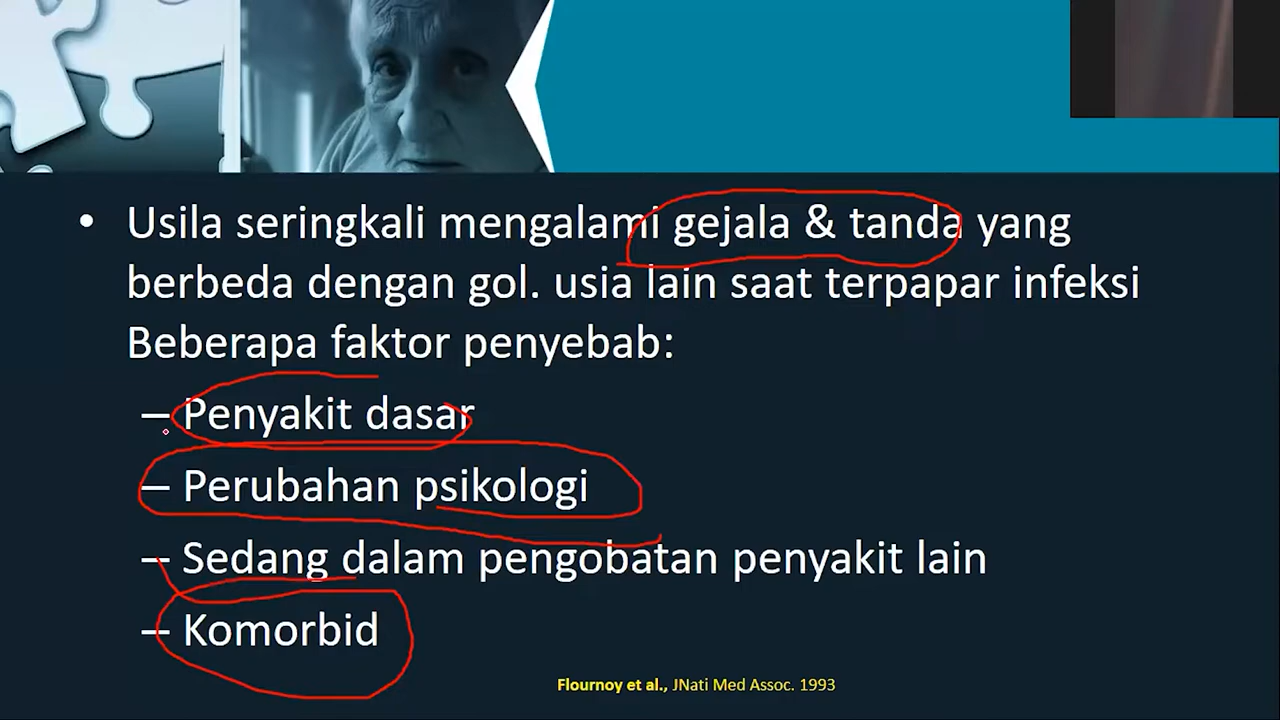 • Usila seringkali mengalami gejala & tanda yang
berbeda dengan gol. usia lain saat terpapar infeksi
Beberapa faktor penyebab:
– Penyakit dasar
– Perubahan psikologi
– Sedang dalam pengobatan penyakit lain
– Komorbid
Flournoy et al., JNati Med Assoc. 1993